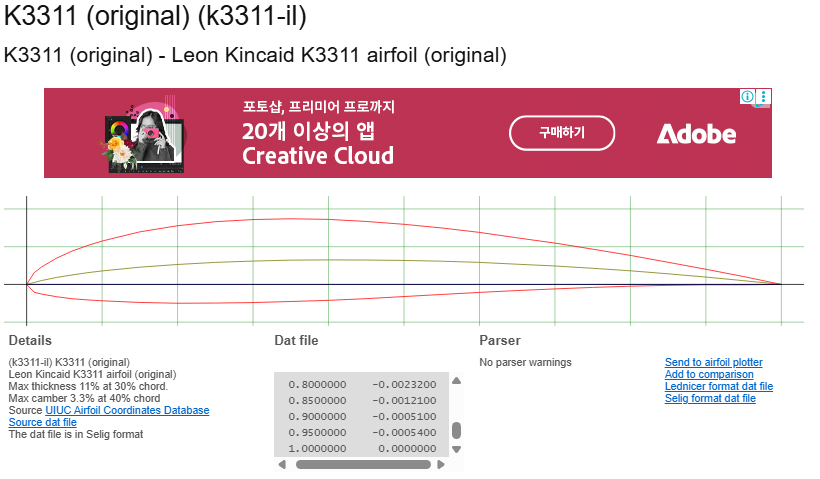 K3311 (original) (k3311-il)
K3311 (original) - Leon Kincaid K3311 airfoil (original)
포토샵, 프리미어 프로까지
20개 이상의 앱
Creative Cloud
구매하기
Adobe
Details
(k3311-il) K3311 (original)
Leon Kincaid K3311 airfoil (original)
Max thickness 11% at 30% chord.
Max camber 3.3% at 40% chord
Source UIUC Airfoil Coordinates Database
Source dat file
The dat file is in Selig format
Dat file
0.8000000 -0.0023200
0.8500000 -0.0012100
0.9000000 -0.0005100
0.9500000 -0.0005400
1.0000000 0.0000000
Parser
No parser warnings
Send to airfoil plotter
Add to comparison
Lednicer format dat file
Selig format dat file